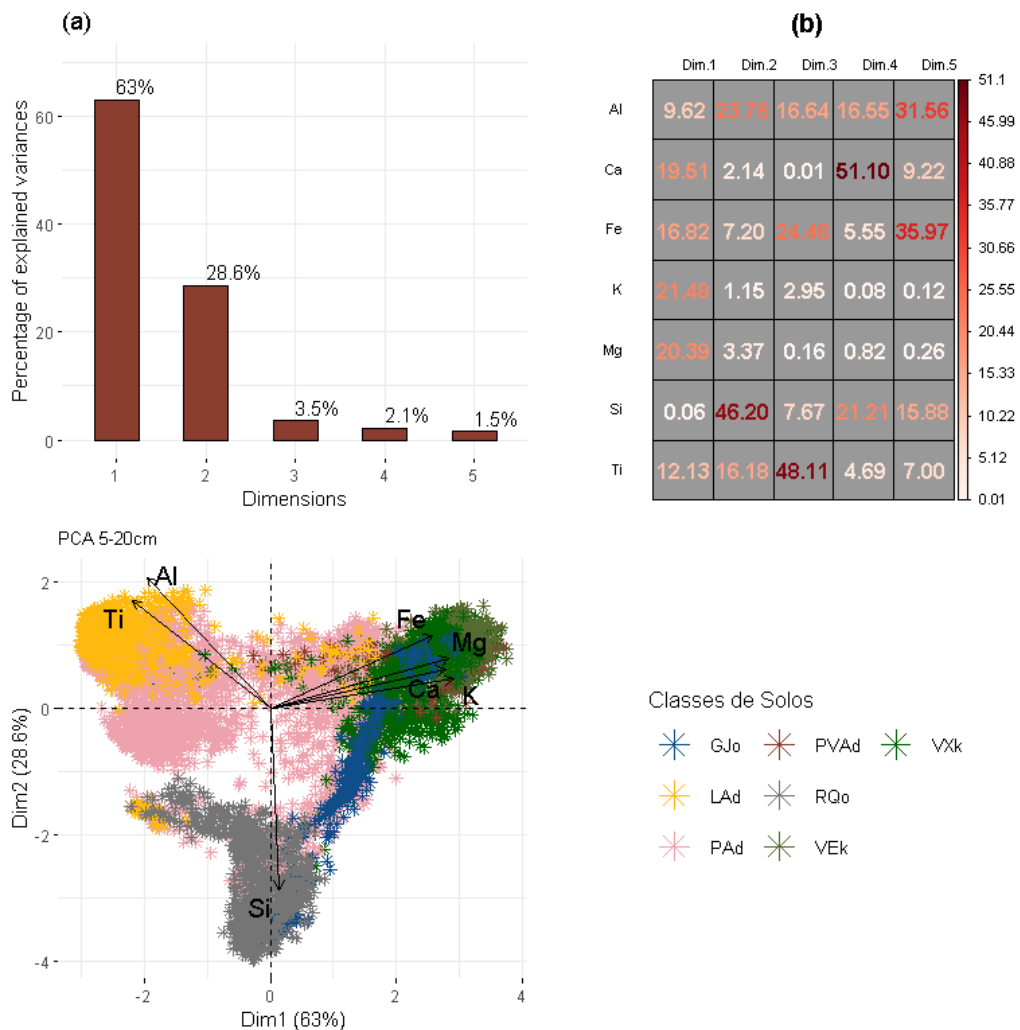 (a)
Percentage of explained variances
60
40
20
0
63%
28.6%
3.5%
2.1%
1.5%
1 2 3 4 5
Dimensions
(b)
Dim.1 Dim.2 Dim.3 Dim.4 Dim.5
Al 9.62 23.76 16.64 16.55 31.56
Ca 19.51 2.14 0.01 51.10 9.22
Fe 16.82 7.20 24.46 5.55 35.97
K 21.48 1.15 2.95 0.08 0.12
Mg 20.39 3.37 0.16 0.82 0.26
Si 0.06 46.20 7.67 21.21 15.88
Ti 12.13 16.18 48.11 4.69 7.00
51.1
45.99
40.88
35.77
30.66
25.55
20.44
15.33
10.22
5.12
0.01
PCA 5-20cm
Dim2 (28.6%)
2
0
-2
-4
Al
Ti
Fe
Mg
Ca
K
Si
-2 0 2 4
Dim1 (63%)
Classes de Solos
GJo PVAd VXk
LAd RQo
PAd VEk